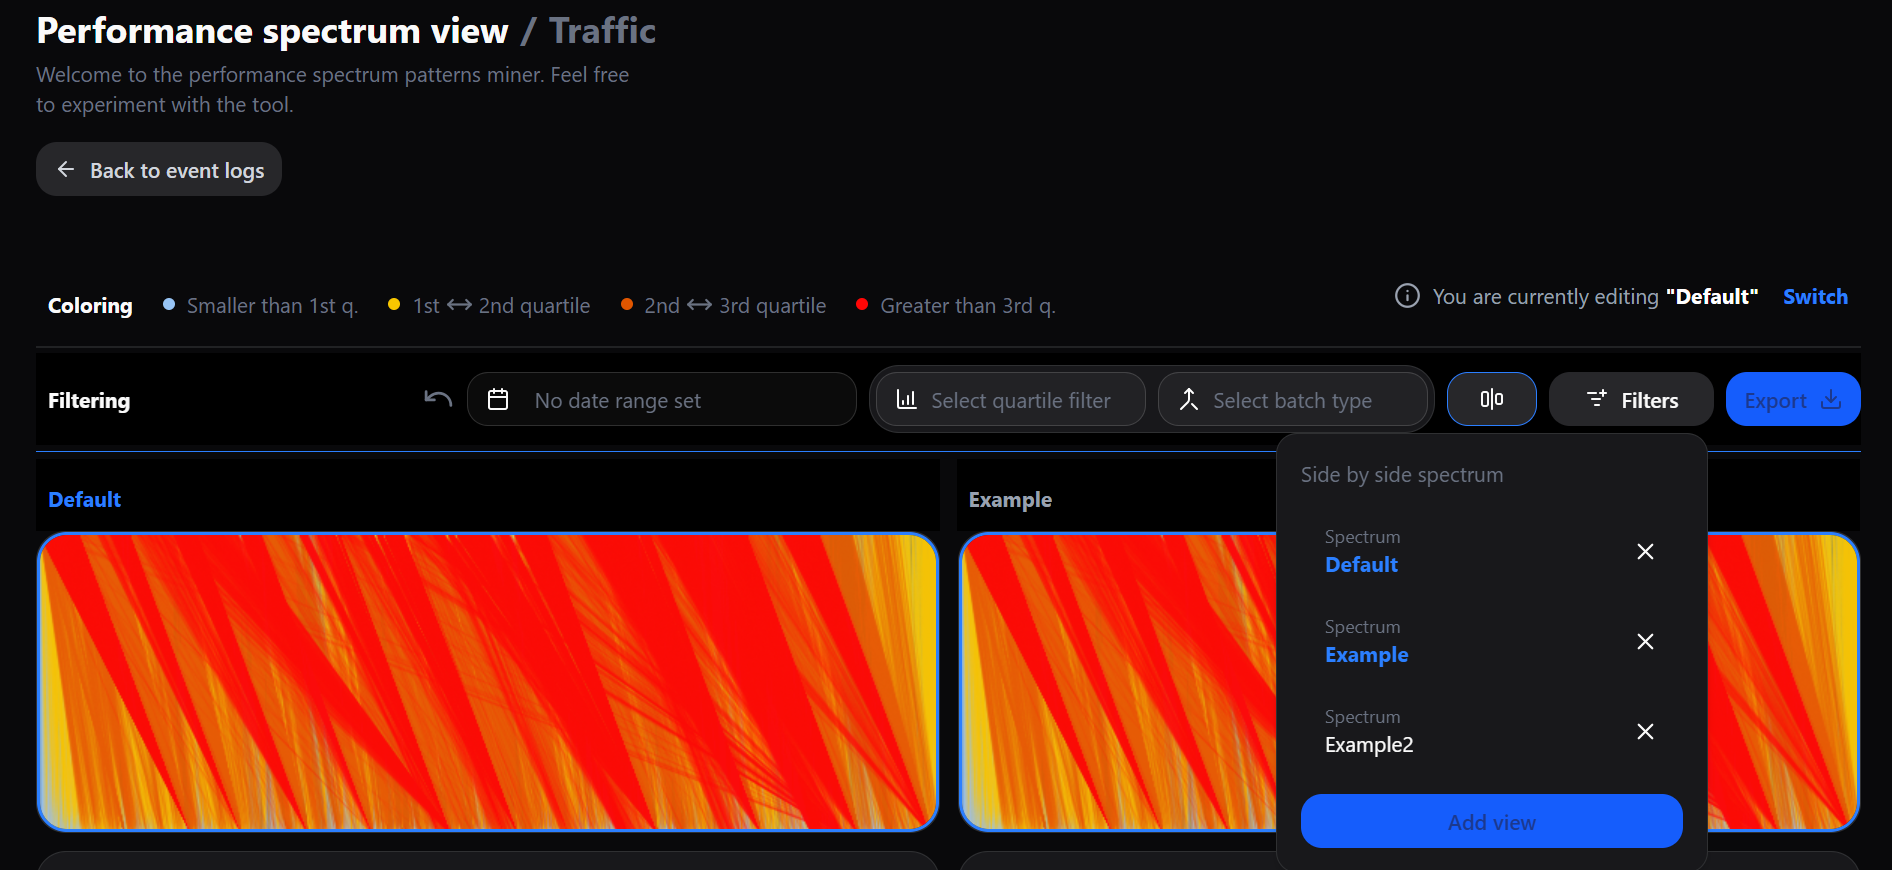 Performance spectrum view / Traffic
Welcome to the performance spectrum patterns miner. Feel free
to experiment with the tool.
Back to event logs
Coloring Smaller than 1st q. 1st 2nd quartile 2nd 3rd quartile Greater than 3rd q.
You are currently editing "Default" Switch
Filtering No date range set Select quartile filter Select batch type Filters Export
Default
Example
Side by side spectrum
Spectrum
Default
Spectrum
Example
Spectrum
Example2
Add view